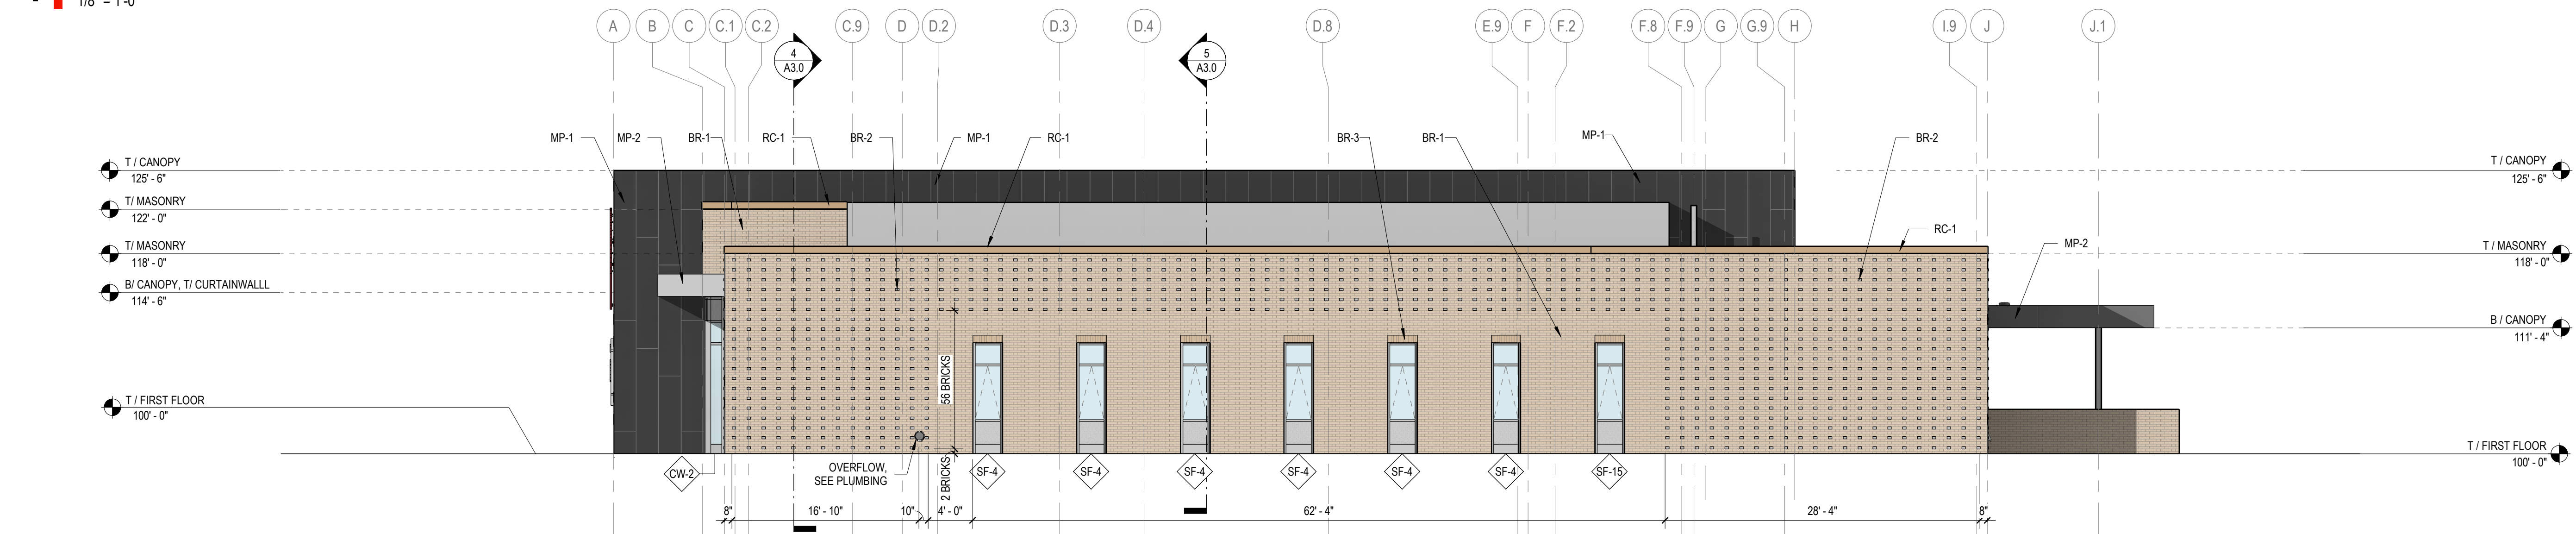 1/8" = 1'-0"
A B C C.1 C.2 C.9 D D.2 D.3 D.4 D.8 E.9 F F.2 F.8 F.9 G G.9 H I.9 J J.1
4
A3.0
5
A3.0
MP-1 MP-2 BR-1 RC-1 BR-2 MP-1 RC-1 BR-3 BR-1 MP-1 BR-2
T / CANOPY
125' - 6"
T / CANOPY
125' - 6"
T/ MASONRY
122' - 0"
RC-1
MP-2
T/ MASONRY
118' - 0"
T / MASONRY
118' - 0"
B/ CANOPY, T/ CURTAINWALLL
114' - 6"
B / CANOPY
111' - 4"
56 BRICKS
T / FIRST FLOOR
100' - 0"
T / FIRST FLOOR
100' - 0"
CW-2
OVERFLOW,
SEE PLUMBING
2 BRICKS
SF-4 SF-4 SF-4 SF-4 SF-4 SF-4 SF-15
8" 16' - 10" 10" 4' - 0" 62' - 4" 28' - 4" 8"